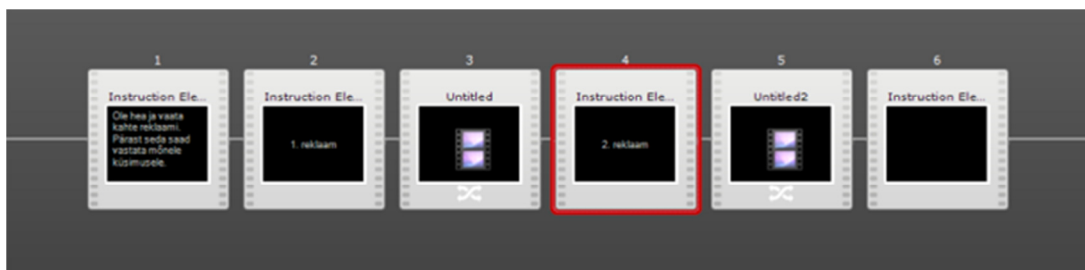 1 2 3 4 5 6
Instruction Ele... Instruction Ele... Untitled Instruction Ele... Untitled2 Instruction Ele...
Ole hea ja vaata
kahte reklaami.
Pärast seda saad
vastata mõnele
küsimusele.
1. reklaam
2. reklaam